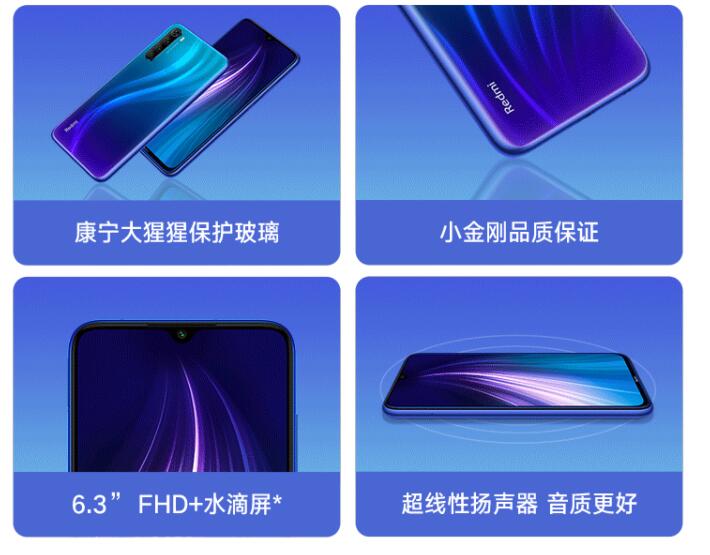 Redmi
康宁大猩猩保护玻璃
Redmi
小金刚品质保证
6.3” FHD+水滴屏*
超线性扬声器 音质更好